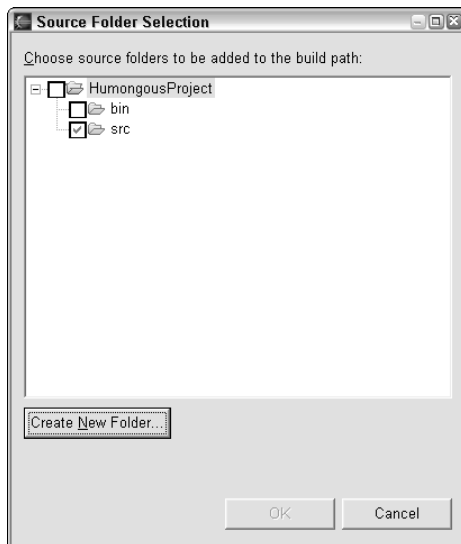 Source Folder Selection
Choose source folders to be added to the build path:
HumongousProject
bin
src
Create New Folder...
OK Cancel